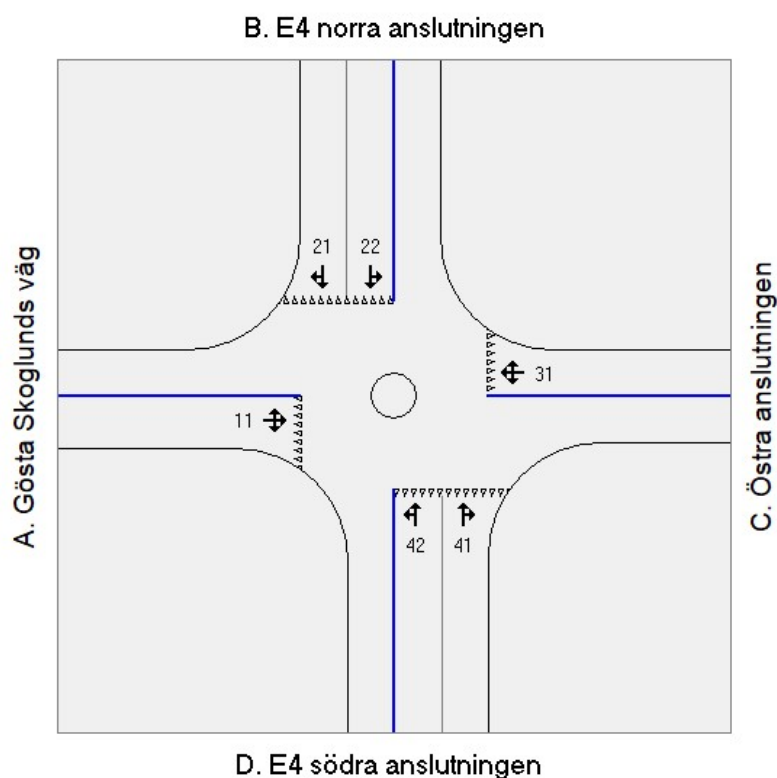 B. E4 norra anslutningen
21 22
A. Gösta Skoglunds väg
31
C. Östra anslutningen
11
42 41
D. E4 södra anslutningen